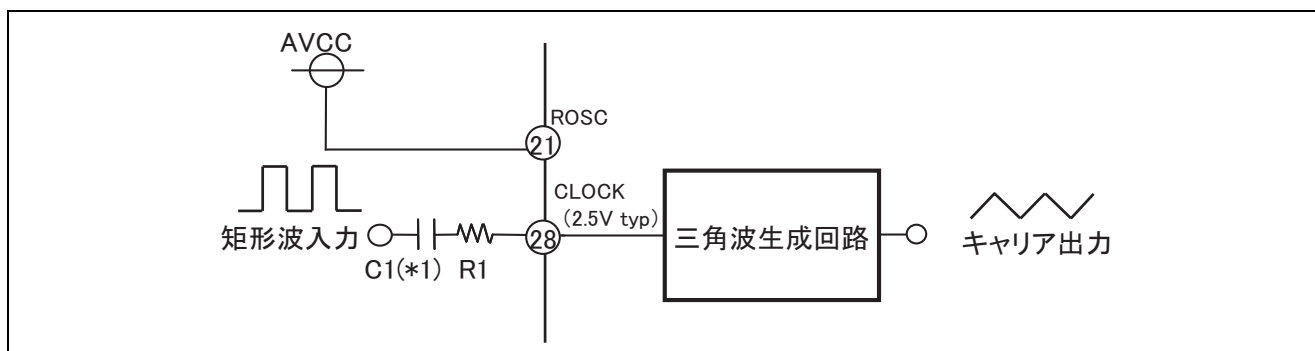 AVCC
ROSC
21
CLOCK
(2.5V typ)
28
矩形波入力
C1(*1) R1
三角波生成回路
キャリア出力